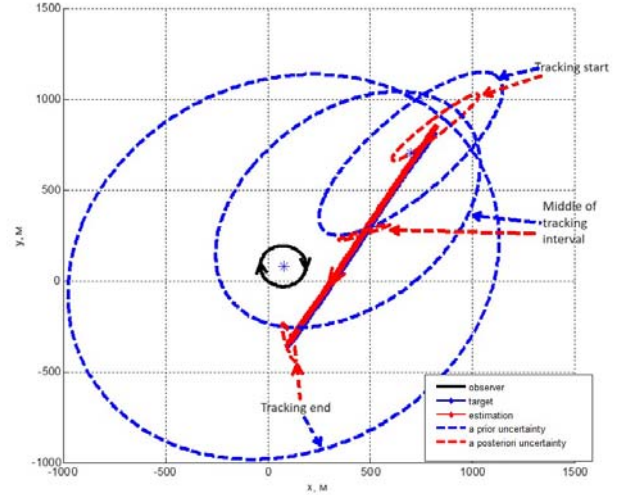 1500
1000
500
0
-500
-1000
-1000
-500
0
500
1000
1500
y, м
x, м
Tracking start
Middle of
tracking
interval
Tracking end
observer
target
estimation
a prior uncertainty
a posteriori uncertainty